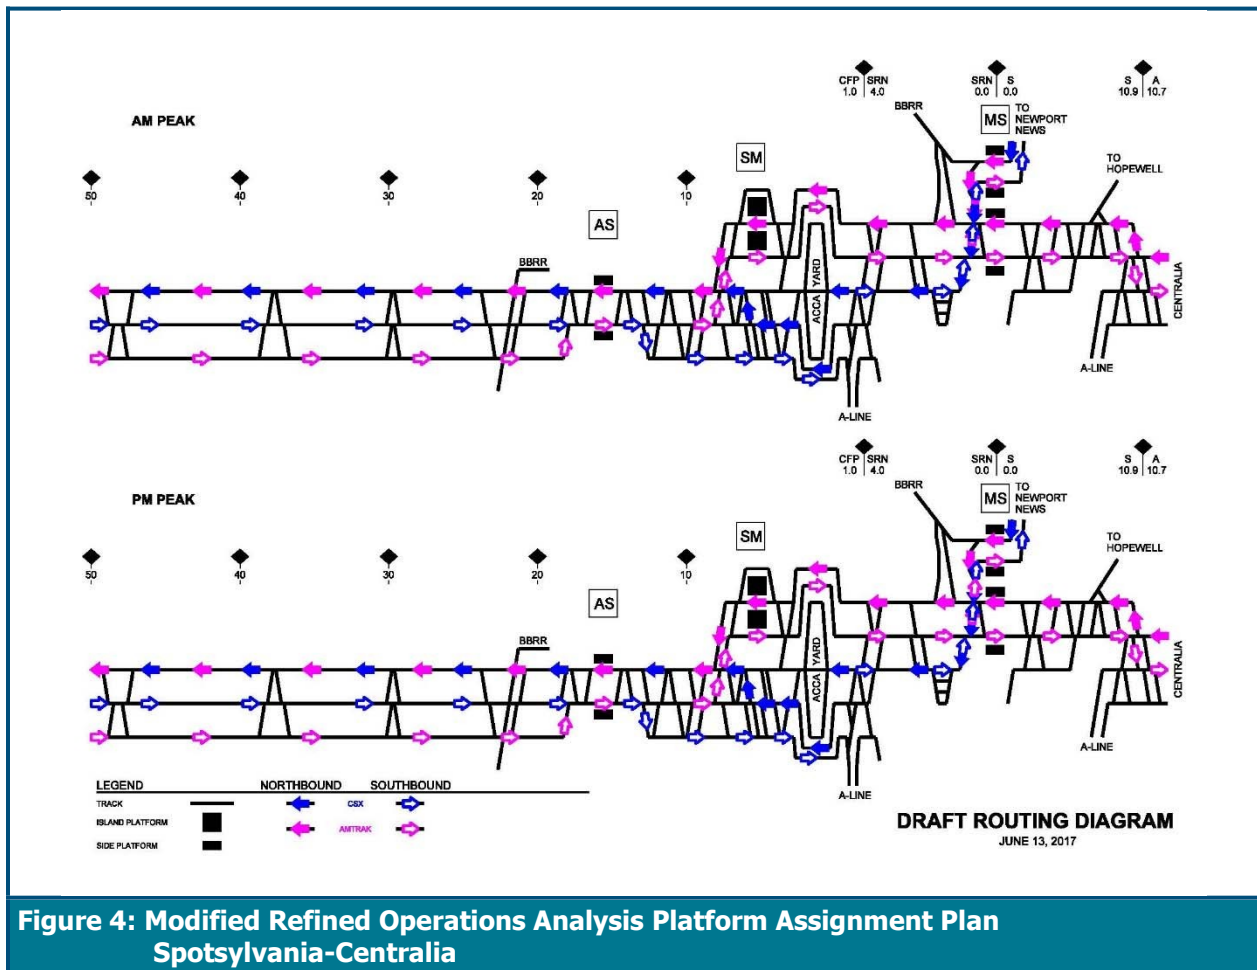 CFP SRN
1.0 4.0
SRN S
0.0 0.0
S A
10.9 10.7
AM PEAK
BBRR
MS
TO
NEWPORT
NEWS
SM
TO
HOPEWELL
50
40
30
20
10
AS
BBRR
ACCA YARD
CENTRALIA
A-LINE
A-LINE
CFP SRN
1.0 4.0
SRN S
0.0 0.0
S A
10.9 10.7
PM PEAK
BBRR
MS
TO
NEWPORT
NEWS
SM
TO
HOPEWELL
50
40
30
20
10
AS
BBRR
ACCA YARD
CENTRALIA
A-LINE
A-LINE
LEGEND NORTHBOUND SOUTHBOUND
TRACK CSX
ISLAND PLATFORM AMTRAK
SIDE PLATFORM
DRAFT ROUTING DIAGRAM
JUNE 13, 2017
Figure 4: Modified Refined Operations Analysis Platform Assignment Plan
Spotsylvania-Centralia